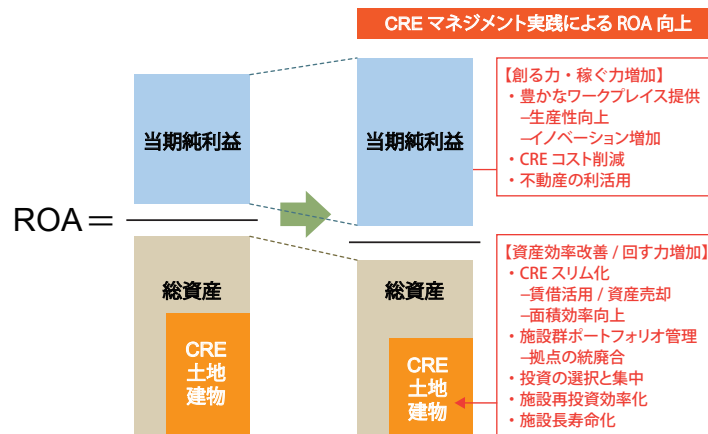 CRE マネジメント実践による ROA 向上
ROA＝
当期純利益
総資産
CRE
土地
建物
当期純利益
総資産
CRE
土地
建物
【創る力・稼ぐ力増加】
・豊かなワークプレイス提供
–生産性向上
–イノベーション増加
・CRE コスト削減
・不動産の利活用
【資産効率改善 / 回す力増加】
・CRE スリム化
–賃借活用 / 資産売却
–面積効率向上
・施設群ポートフォリオ管理
–拠点の統廃合
・投資の選択と集中
・施設再投資効率化
・施設長寿命化